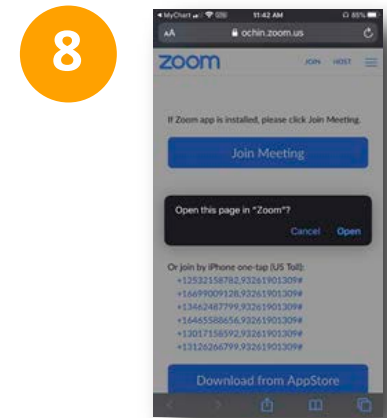 8
MyChart 11:42 AM 85%
AA ochin.zoom.us
zoom JOIN HOST
If Zoom app is installed, please click Join Meeting.
Join Meeting
Open this page in "Zoom"?
Cancel Open
Or join by iPhone one-tap (US Toll):
+12532158782,93261901309#
+16699009128,93261901309#
+13462487799,93261901309#
+16465588656,93261901309#
+13017158592,93261901309#
+13126266799,93261901309#
Download from AppStore